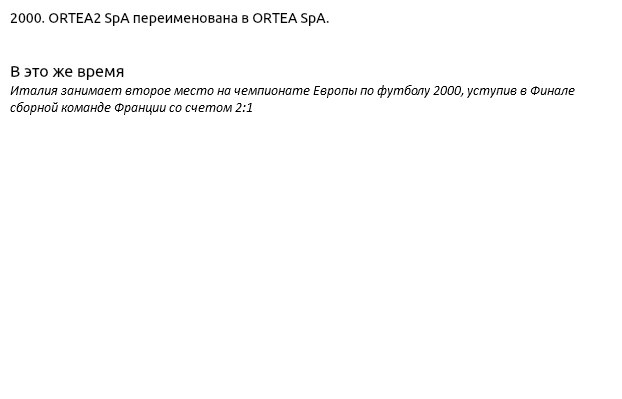 2000. ORTEA2 SpA переименована в ORTEA SpA.
В это же время
Италия занимает второе место на чемпионате Европы по футболу 2000, уступив в Финале
сборной команде Франции со счетом 2:1